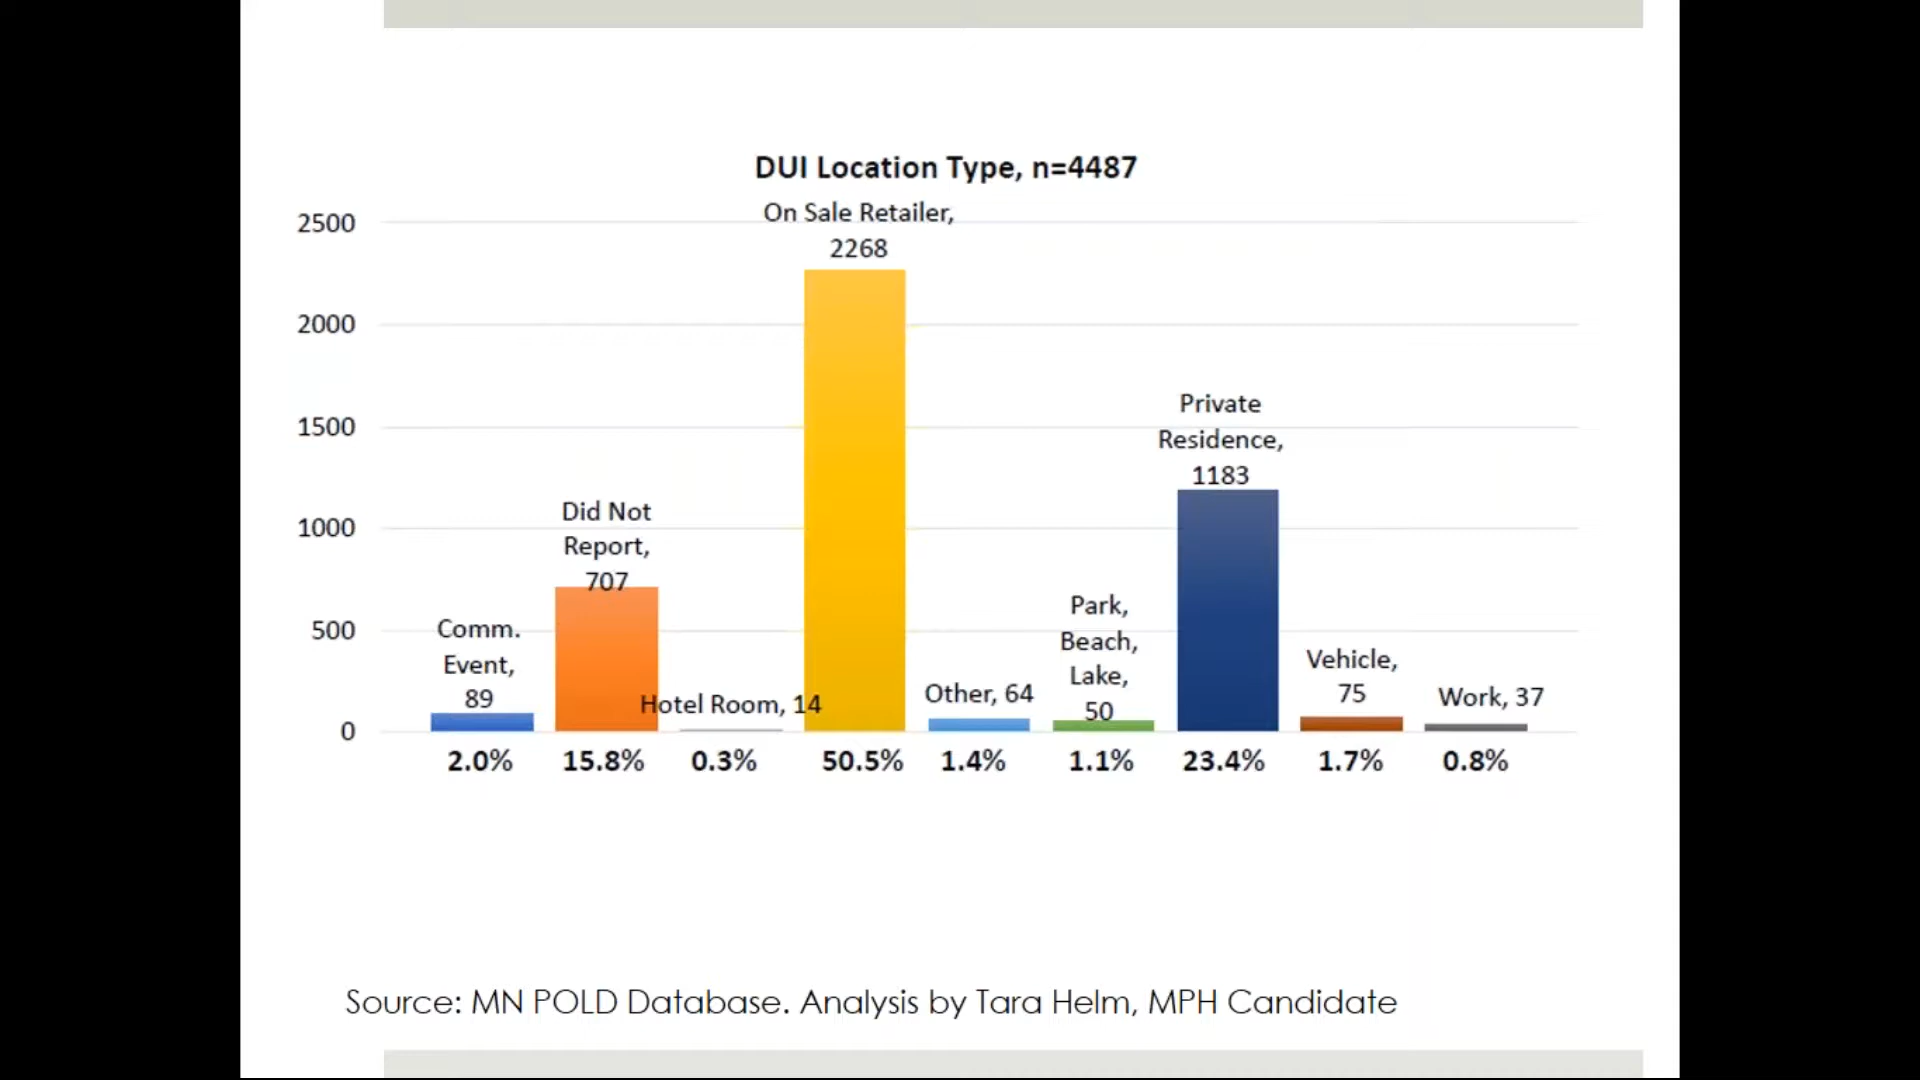 DUI Location Type, n=4487
On Sale Retailer,
2268
2500
2000
1500
1000
500
0
Comm.
Event,
89
Did Not
Report,
707
Hotel Room, 14
Other, 64
Park,
Beach,
Lake,
50
Private
Residence,
1183
Vehicle,
75
Work, 37
2.0% 15.8% 0.3% 50.5% 1.4% 1.1% 23.4% 1.7% 0.8%
Source: MN POLD Database. Analysis by Tara Helm, MPH Candidate